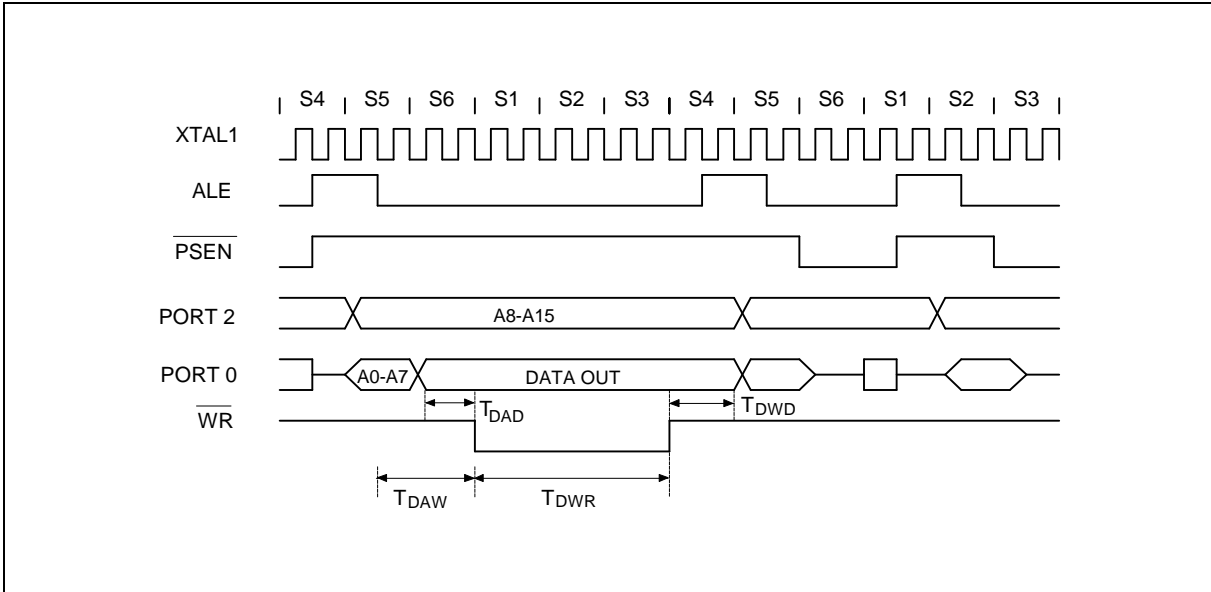 S4 S5 S6 S1 S2 S3 S4 S5 S6 S1 S2 S3
XTAL1
ALE
PSEN
PORT 2
A8-A15
PORT 0
A0-A7
DATA OUT
TDAD
TDWD
WR
TDAW
TDWR